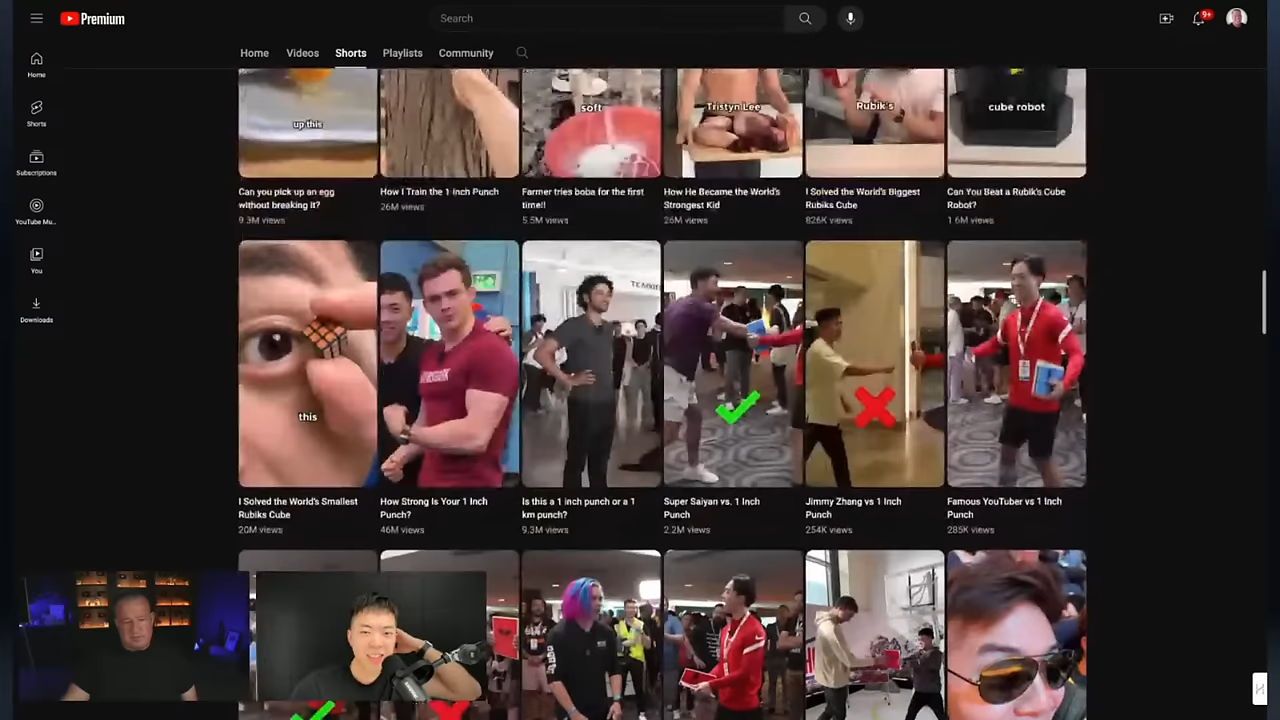 Premium
Search
9+
Home
Videos
Shorts
Playlists
Community
Home
Shorts
Subscriptions
YouTube Mu...
You
Downloads
up this
soft
Tristyn Lee
Rubik's
cube robot
Can you pick up an egg
without breaking it?
9.3M views
How I Train the 1 Inch Punch
26M views
Farmer tries boba for the first
time!!
5.5M views
How He Became the World's
Strongest Kid
26M views
I Solved the World's Biggest
Rubiks Cube
826K views
Can You Beat a Rubik's Cube
Robot?
1.6M views
this
I Solved the World's Smallest
Rubiks Cube
20M views
How Strong Is Your 1 Inch
Punch?
46M views
Is this a 1 inch punch or a 1
km punch?
9.3M views
Super Saiyan vs. 1 Inch
Punch
2.2M views
Jimmy Zhang vs 1 Inch
Punch
254K views
Famous YouTuber vs 1 Inch
Punch
285K views